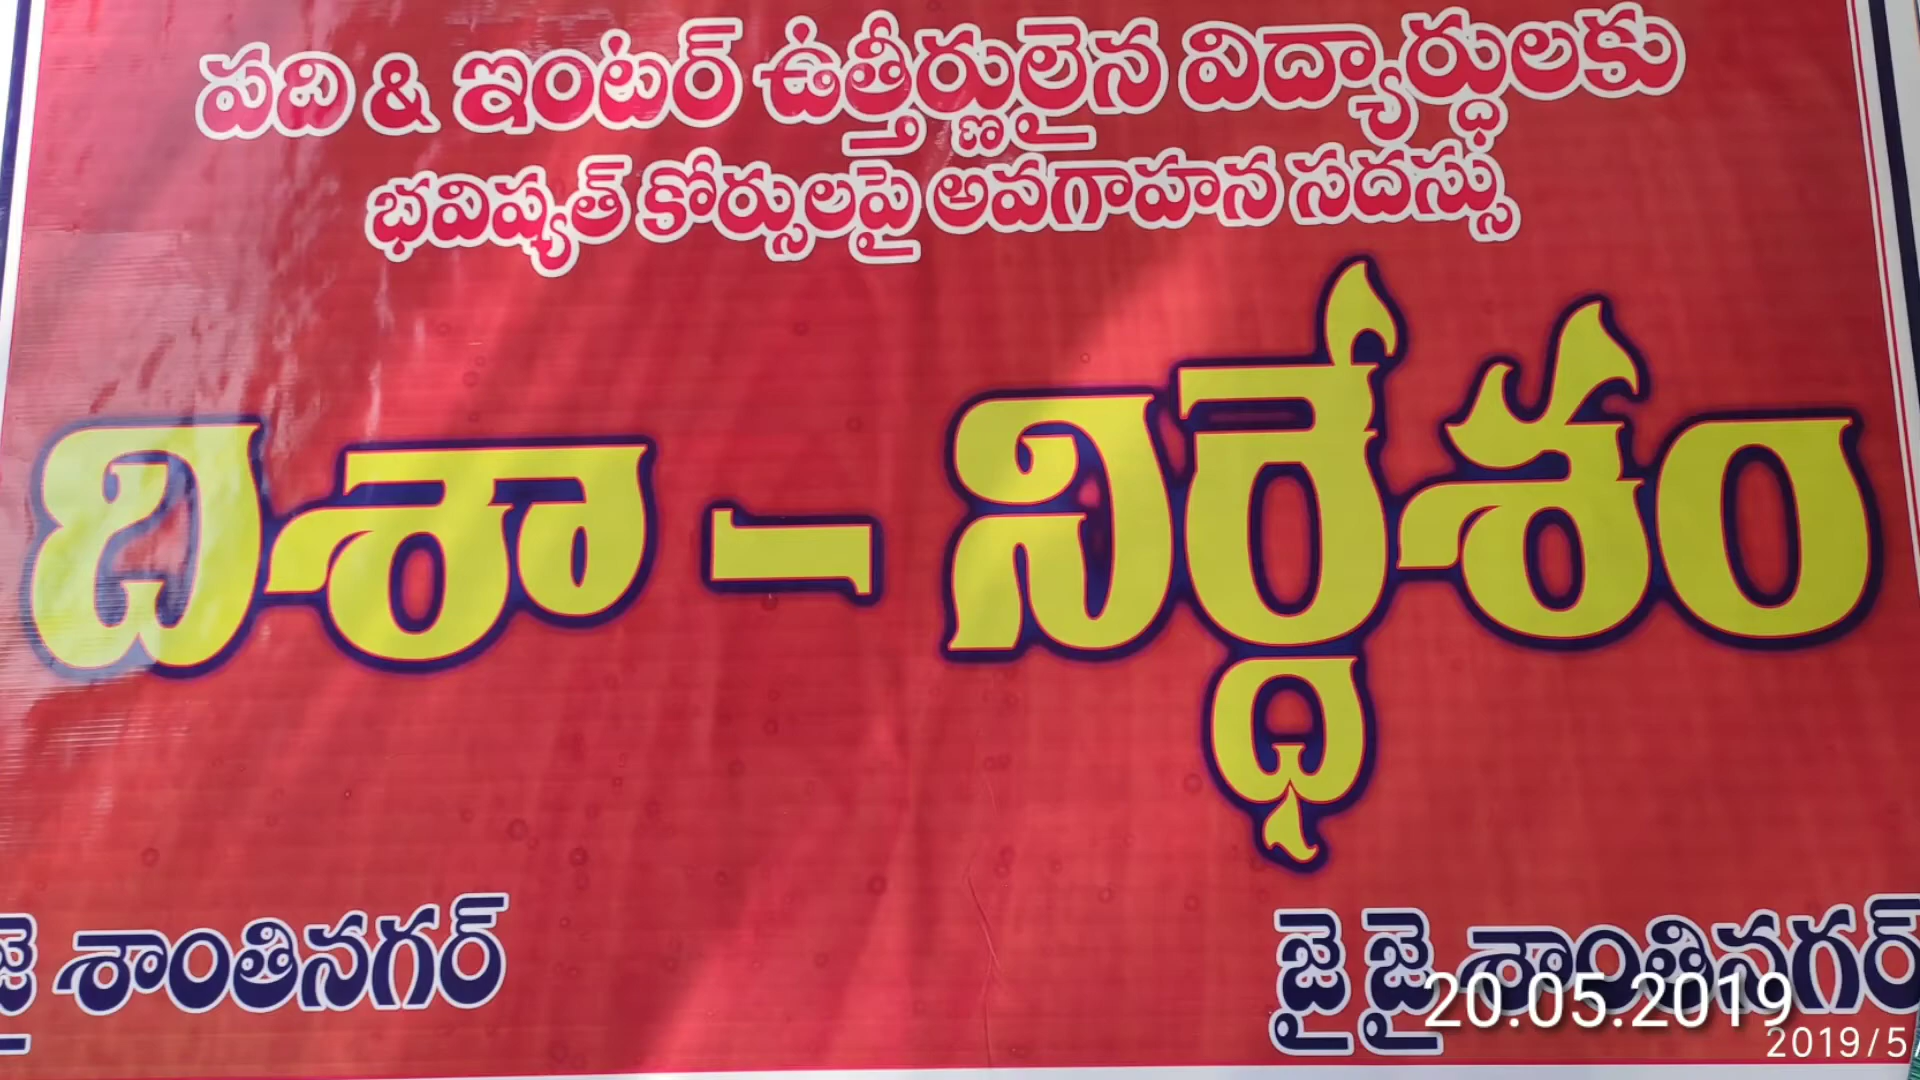 పది & ఇంటర్ ఉత్తీర్ణులైన విద్యార్థులకు
భవిష్యత్ కోర్సులపై అవగాహన సదస్సు
దిశా - నిర్ధేశం
జై శాంతినగర్
జై జై శాంతినగర్
20.05.2019
2019/5/